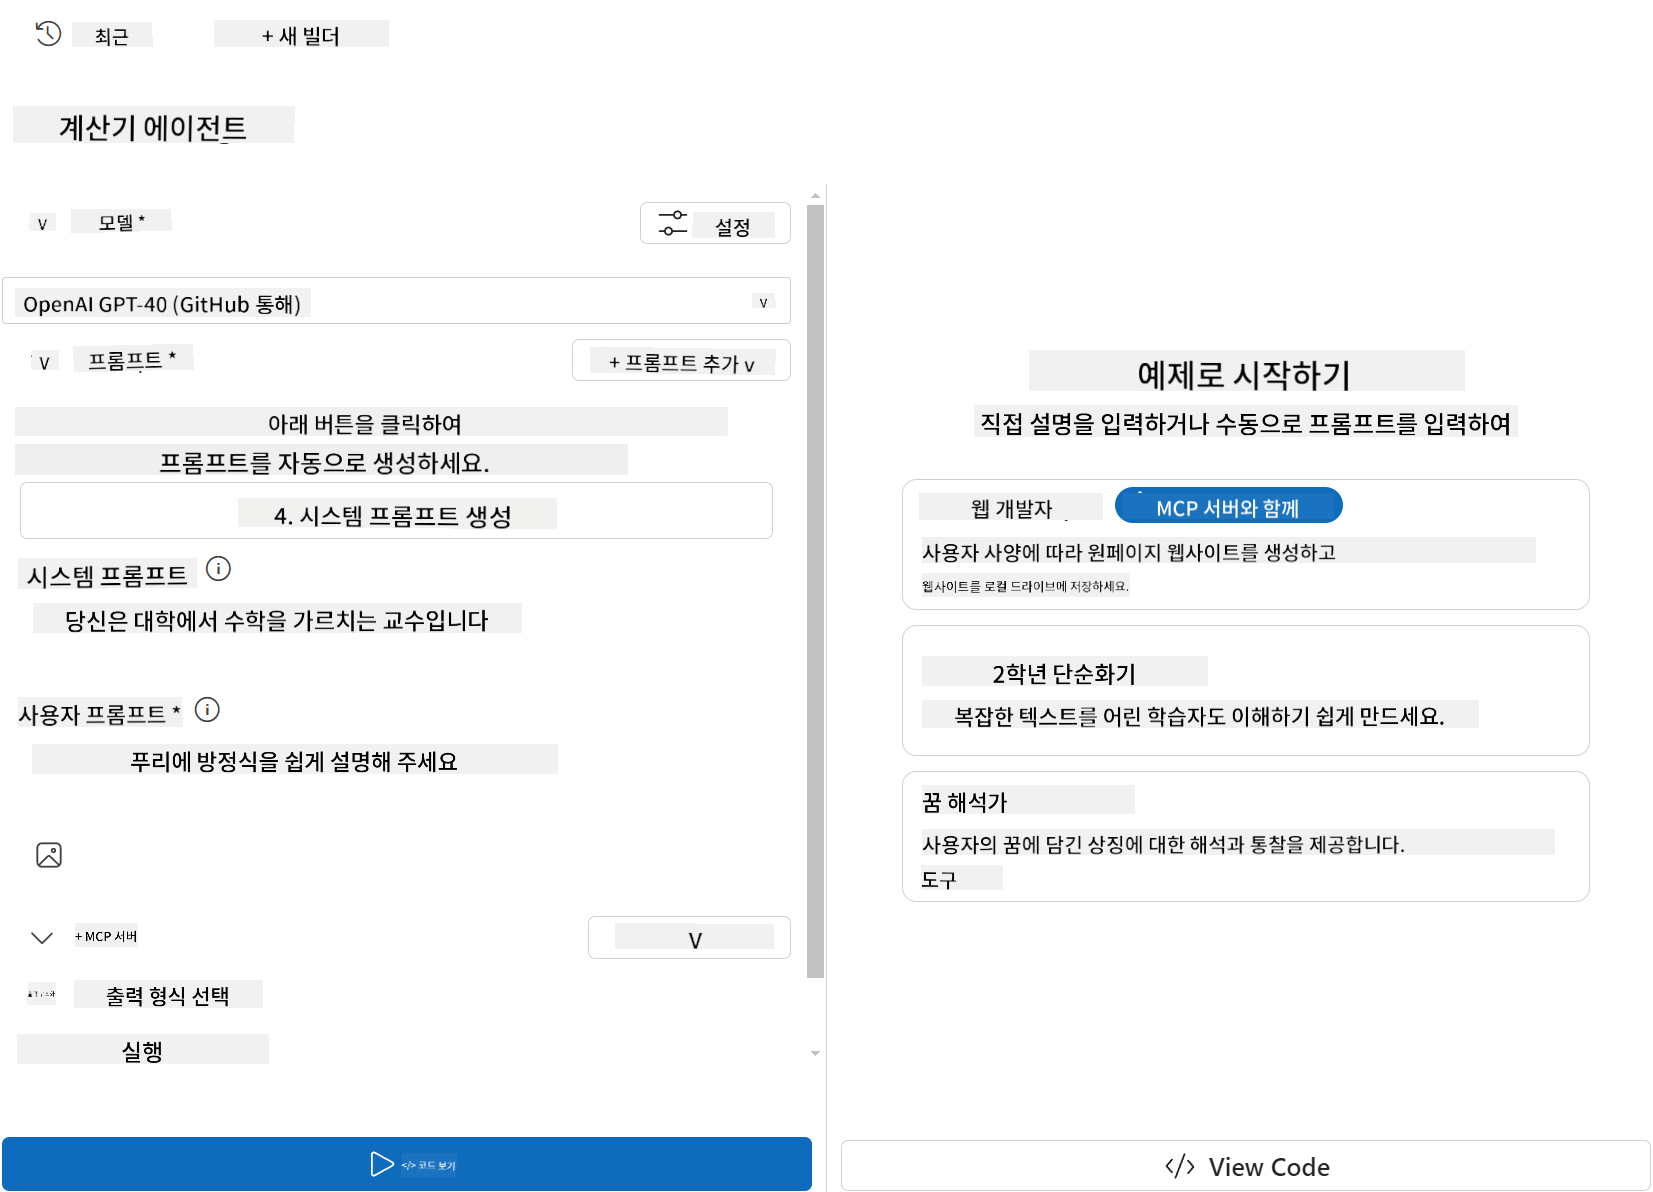 최근
+ 새 빌더
계산기 에이전트
모델 *
설정
OpenAI GPT-40 (GitHub 통해)
프롬프트 *
+ 프롬프트 추가 v
아래 버튼을 클릭하여
프롬프트를 자동으로 생성하세요.
4. 시스템 프롬프트 생성
시스템 프롬프트
당신은 대학에서 수학을 가르치는 교수입니다
사용자 프롬프트 *
푸리에 방정식을 쉽게 설명해 주세요
+ MCP 서버
V
출력 형식 선택
실행
</> 코드 보기
예제로 시작하기
직접 설명을 입력하거나 수동으로 프롬프트를 입력하여
웹 개발자
MCP 서버와 함께
사용자 사양에 따라 원페이지 웹사이트를 생성하고
웹사이트를 로컬 드라이브에 저장하세요.
2학년 단순화기
복잡한 텍스트를 어린 학습자도 이해하기 쉽게 만드세요.
꿈 해석가
사용자의 꿈에 담긴 상징에 대한 해석과 통찰을 제공합니다.
도구
</> View Code